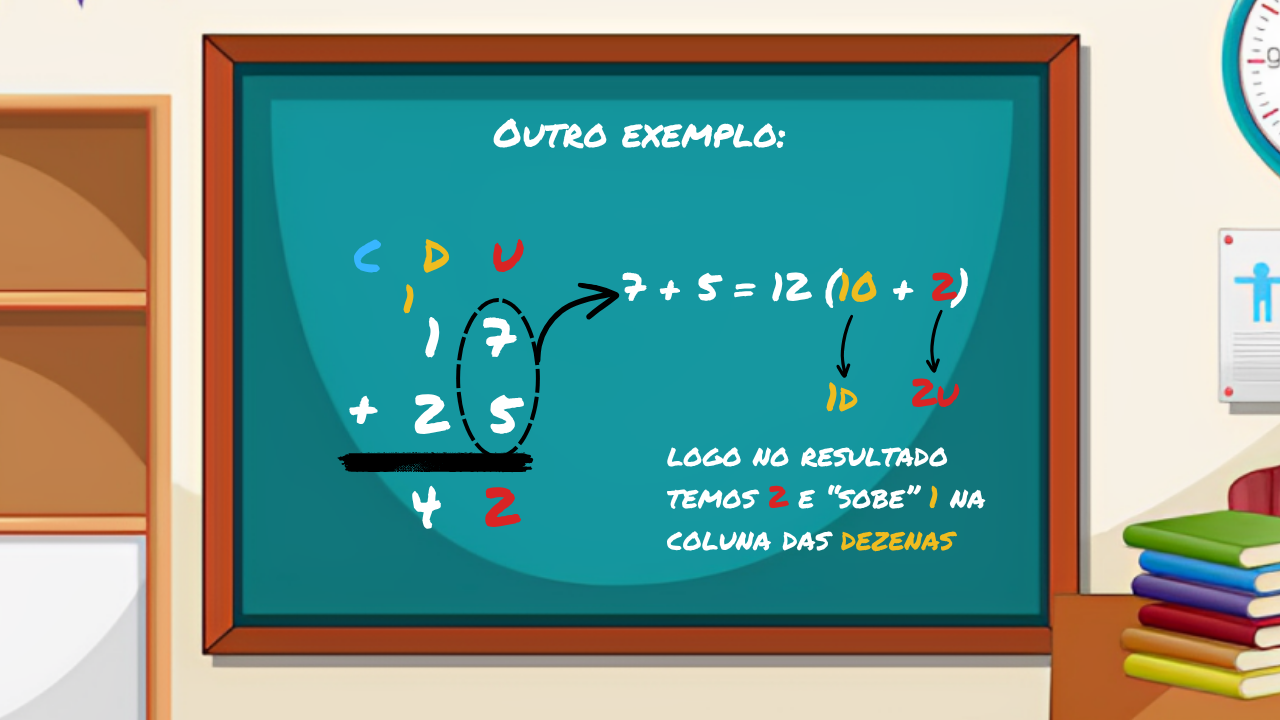 OUTRO EXEMPLO:
C D U
1
1 7
+ 2 5
4 2
7 + 5 = 12 (10 + 2)
1D 2U
LOGO NO RESULTADO
TEMOS 2 E "SOBE" 1 NA
COLUNA DAS DEZENAS
9